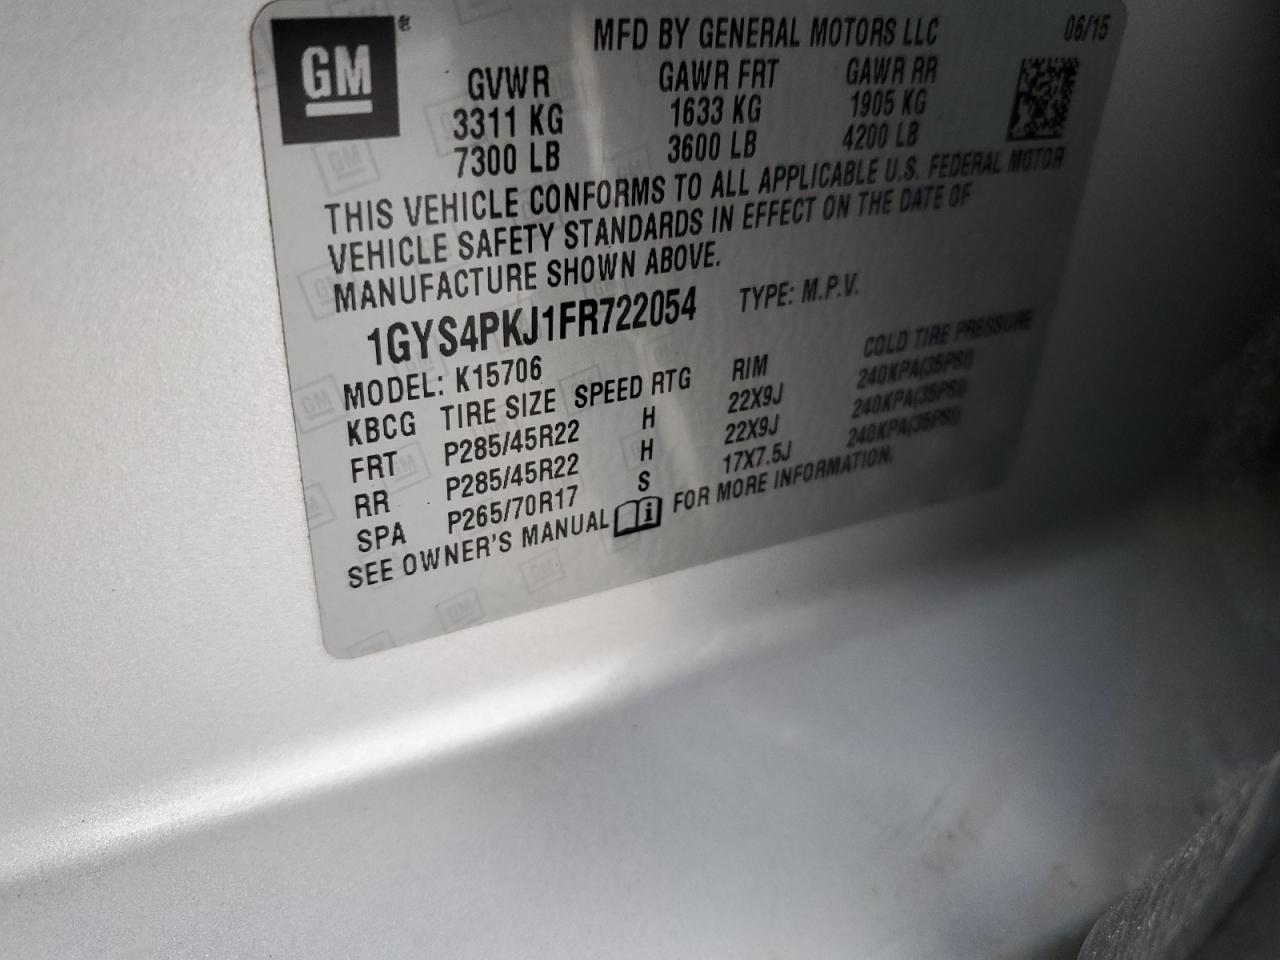 GM ®
MFD BY GENERAL MOTORS LLC 06/15
GVWR GAWR FRT GAWR RR
3311 KG 1633 KG 1905 KG
7300 LB 3600 LB 4200 LB
THIS VEHICLE CONFORMS TO ALL APPLICABLE U.S. FEDERAL MOTOR
VEHICLE SAFETY STANDARDS IN EFFECT ON THE DATE OF
MANUFACTURE SHOWN ABOVE.
1GYS4PKJ1FR722054 TYPE: M.P.V.
MODEL: K15706
KBCG TIRE SIZE SPEED RTG RIM COLD TIRE PRESSURE
FRT P285/45R22 H 22X9J 240KPA(35PSI)
RR P285/45R22 H 22X9J 240KPA(35PSI)
SPA P265/70R17 S 17X7.5J 240KPA(35PSI)
SEE OWNER'S MANUAL FOR MORE INFORMATION.